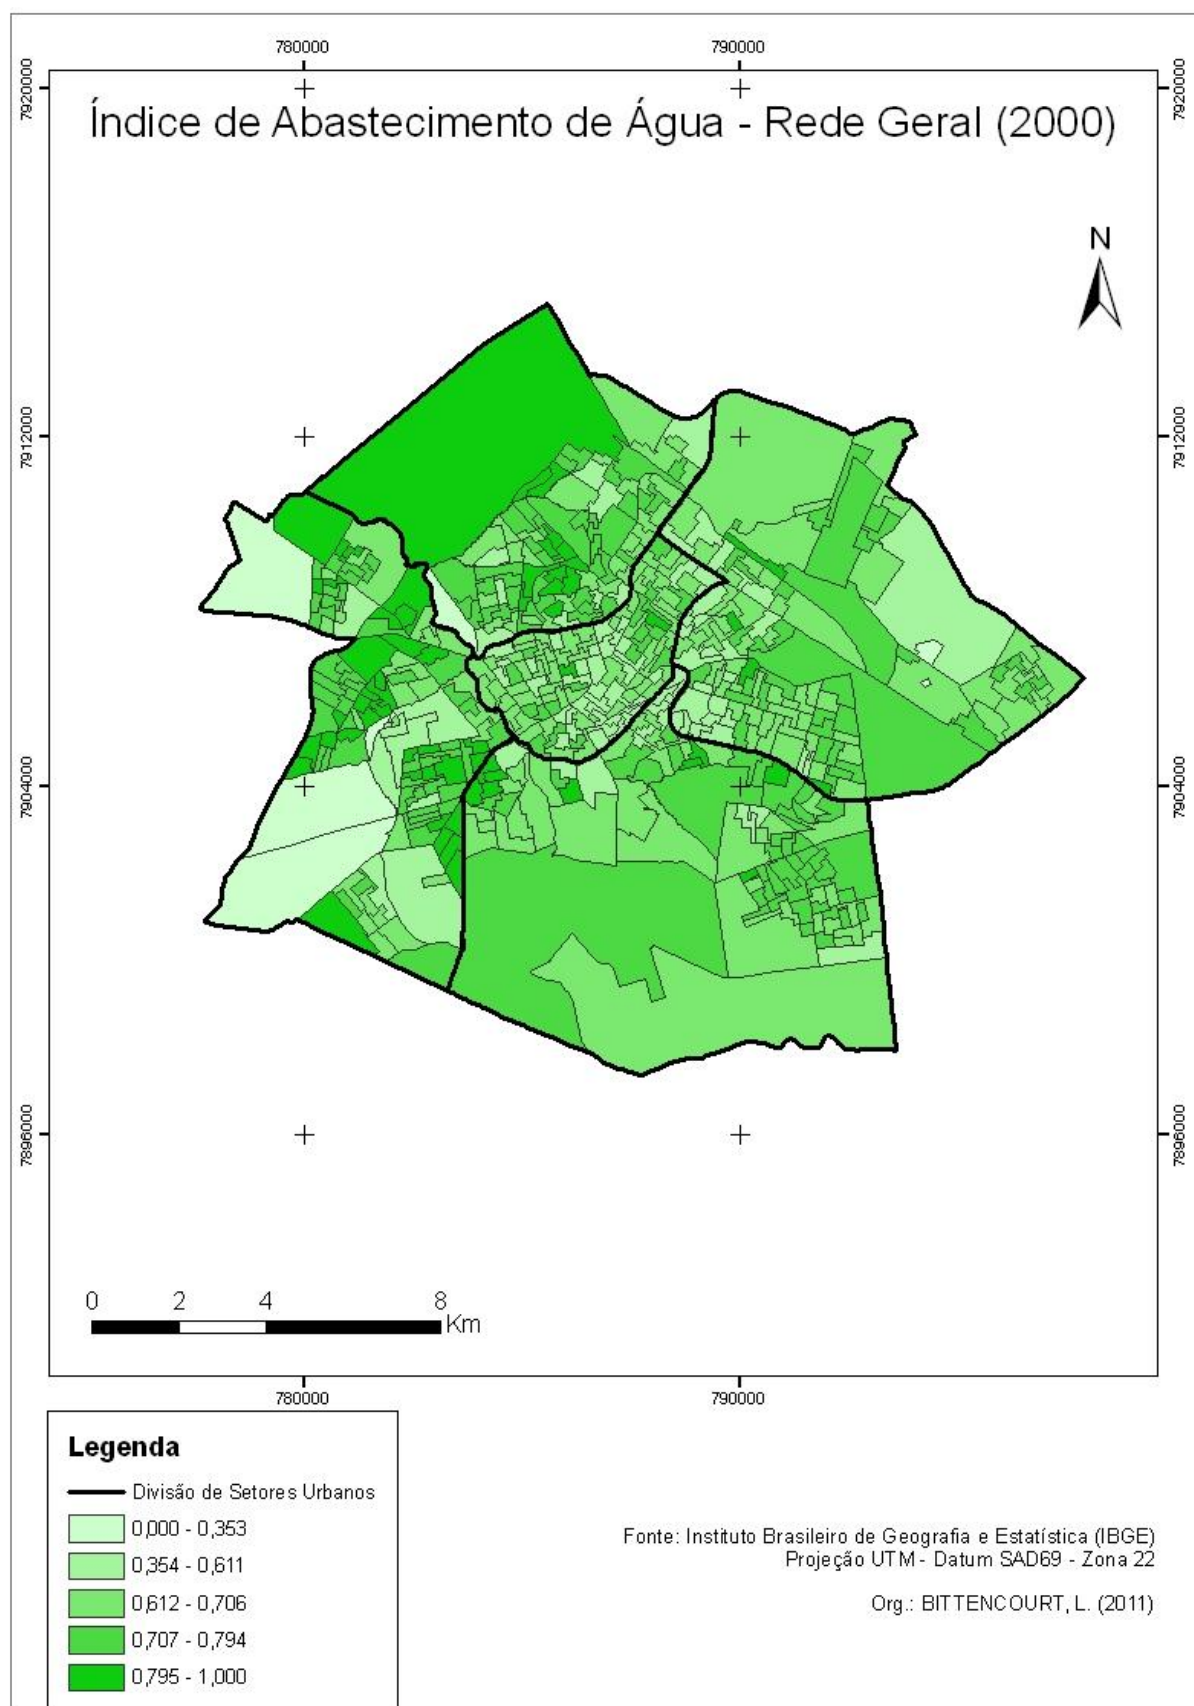 780000 790000
7920000 7920000
Índice de Abastecimento de Água - Rede Geral (2000)
N
7912000 7912000
7904000 7904000
7896000 7896000
0 2 4 8
Km
780000 790000
Legenda
Divisão de Setores Urbanos
0,000 - 0,353
0,354 - 0,611
0,612 - 0,706
0,707 - 0,794
0,795 - 1,000
Fonte: Instituto Brasileiro de Geografia e Estatística (IBGE)
Projeção UTM - Datum SAD69 - Zona 22
Org.: BITTENCOURT, L. (2011)